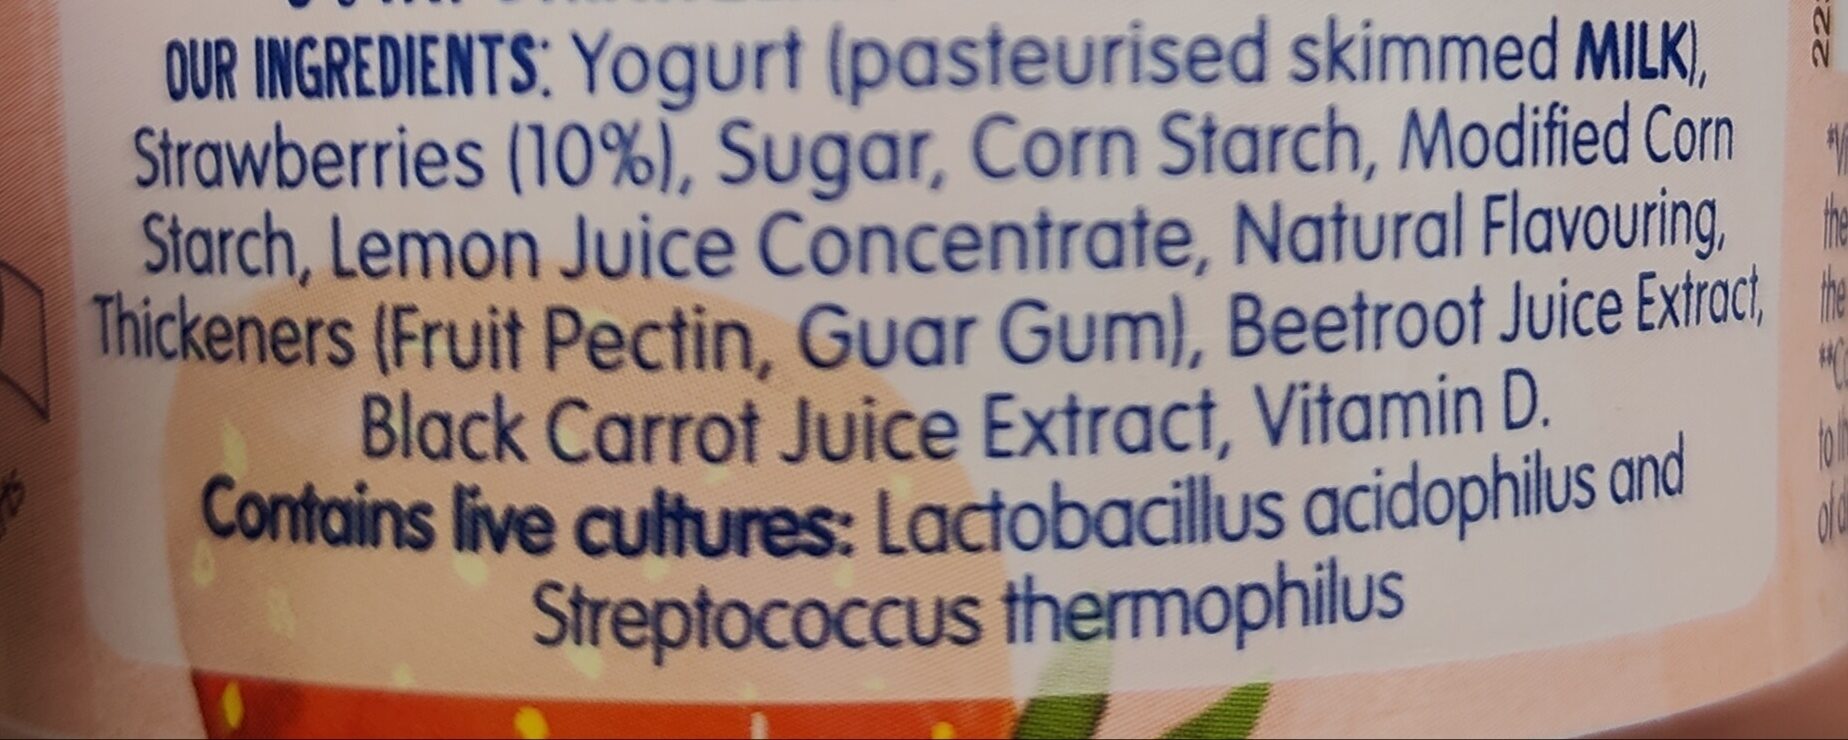 OUR INGREDIENTS: Yogurt (pasteurised skimmed MILK),
Strawberries (10%), Sugar, Corn Starch, Modified Corn
Starch, Lemon Juice Concentrate, Natural Flavouring,
Thickeners (Fruit Pectin, Guar Gum), Beetroot Juice Extract,
Black Carrot Juice Extract, Vitamin D.
Contains live cultures: Lactobacillus acidophilus and
Streptococcus thermophilus